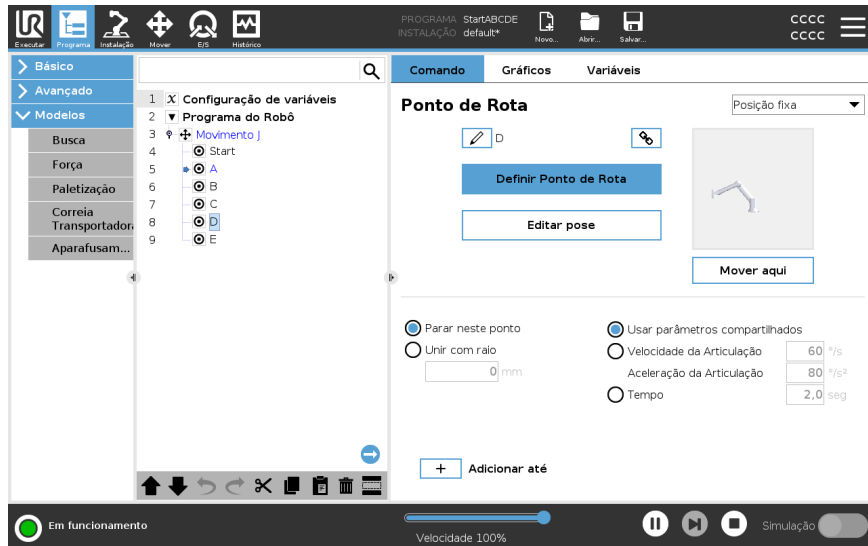 UR
PROGRAMA StartABCDE
INSTALAÇÃO default*
Executar Programa Instalação Mover E/S Histórico
Novo... Abrir... Salvar...
cccc
cccc
Básico
Avançado
Modelos
Busca
Força
Paletização
Correia
Transportador
Aparafusam...
1 X Configuração de variáveis
2 Programa do Robô
3 Movimento J
4 Start
5 A
6 B
7 C
8 D
9 E
Comando Gráficos Variáveis
Ponto de Rota
Posição fixa
D
Definir Ponto de Rota
Editar pose
Mover aqui
Parar neste ponto
Unir com raio
0 mm
Usar parâmetros compartilhados
Velocidade da Articulação 60 °/s
Aceleração da Articulação 80 °/s²
Tempo 2,0 seg
+ Adicionar até
Em funcionamento
Velocidade 100%
Simulação